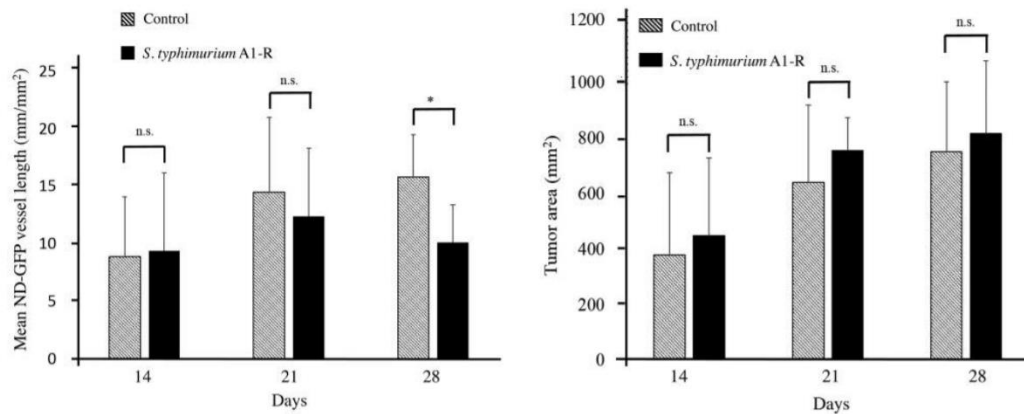 Control
S. typhimurium A1-R
Mean ND-GFP vessel length (mm/mm²)
25
20
15
10
5
0
n.s.
n.s.
*
14
21
28
Days
Control
S. typhimurium A1-R
Tumor area (mm²)
1200
1000
800
600
400
200
0
n.s.
n.s.
n.s.
14
21
28
Days